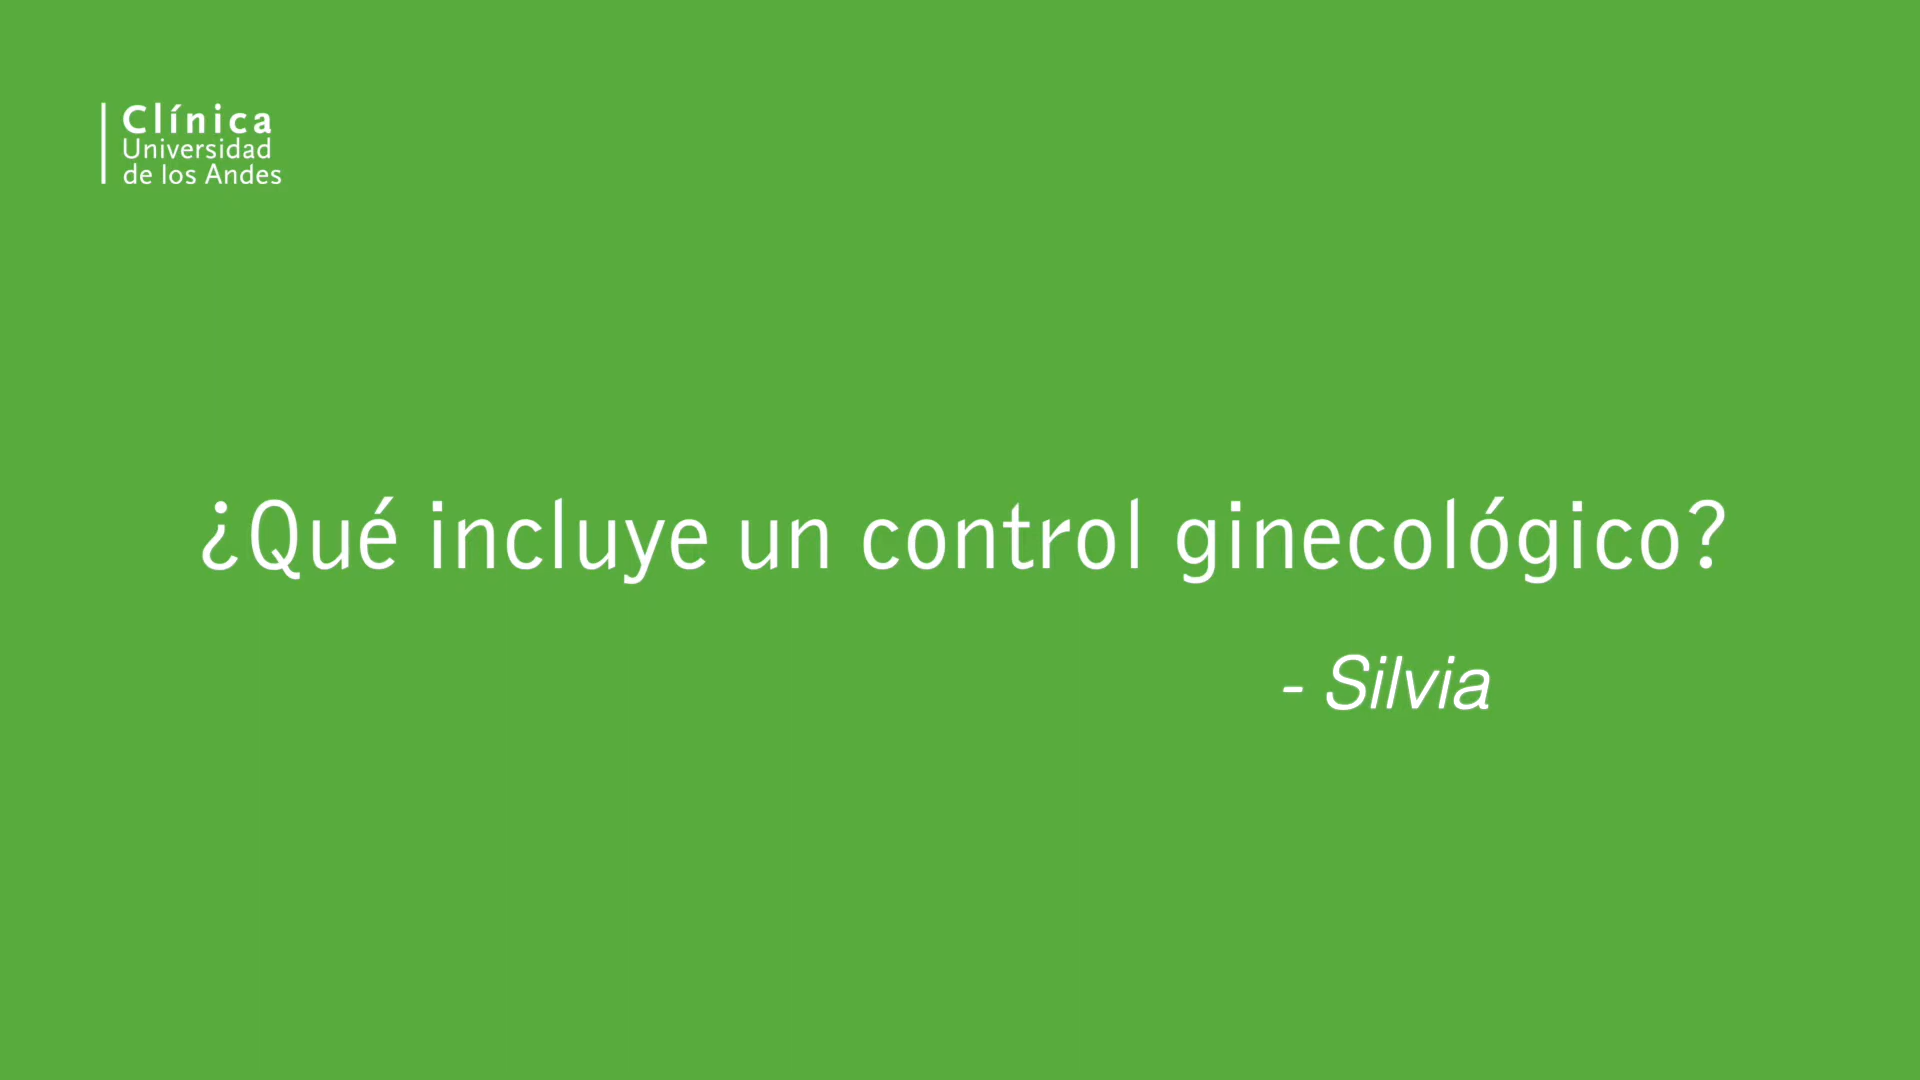 Clínica
Universidad
de los Andes
¿Qué incluye un control ginecológico?
- Silvia